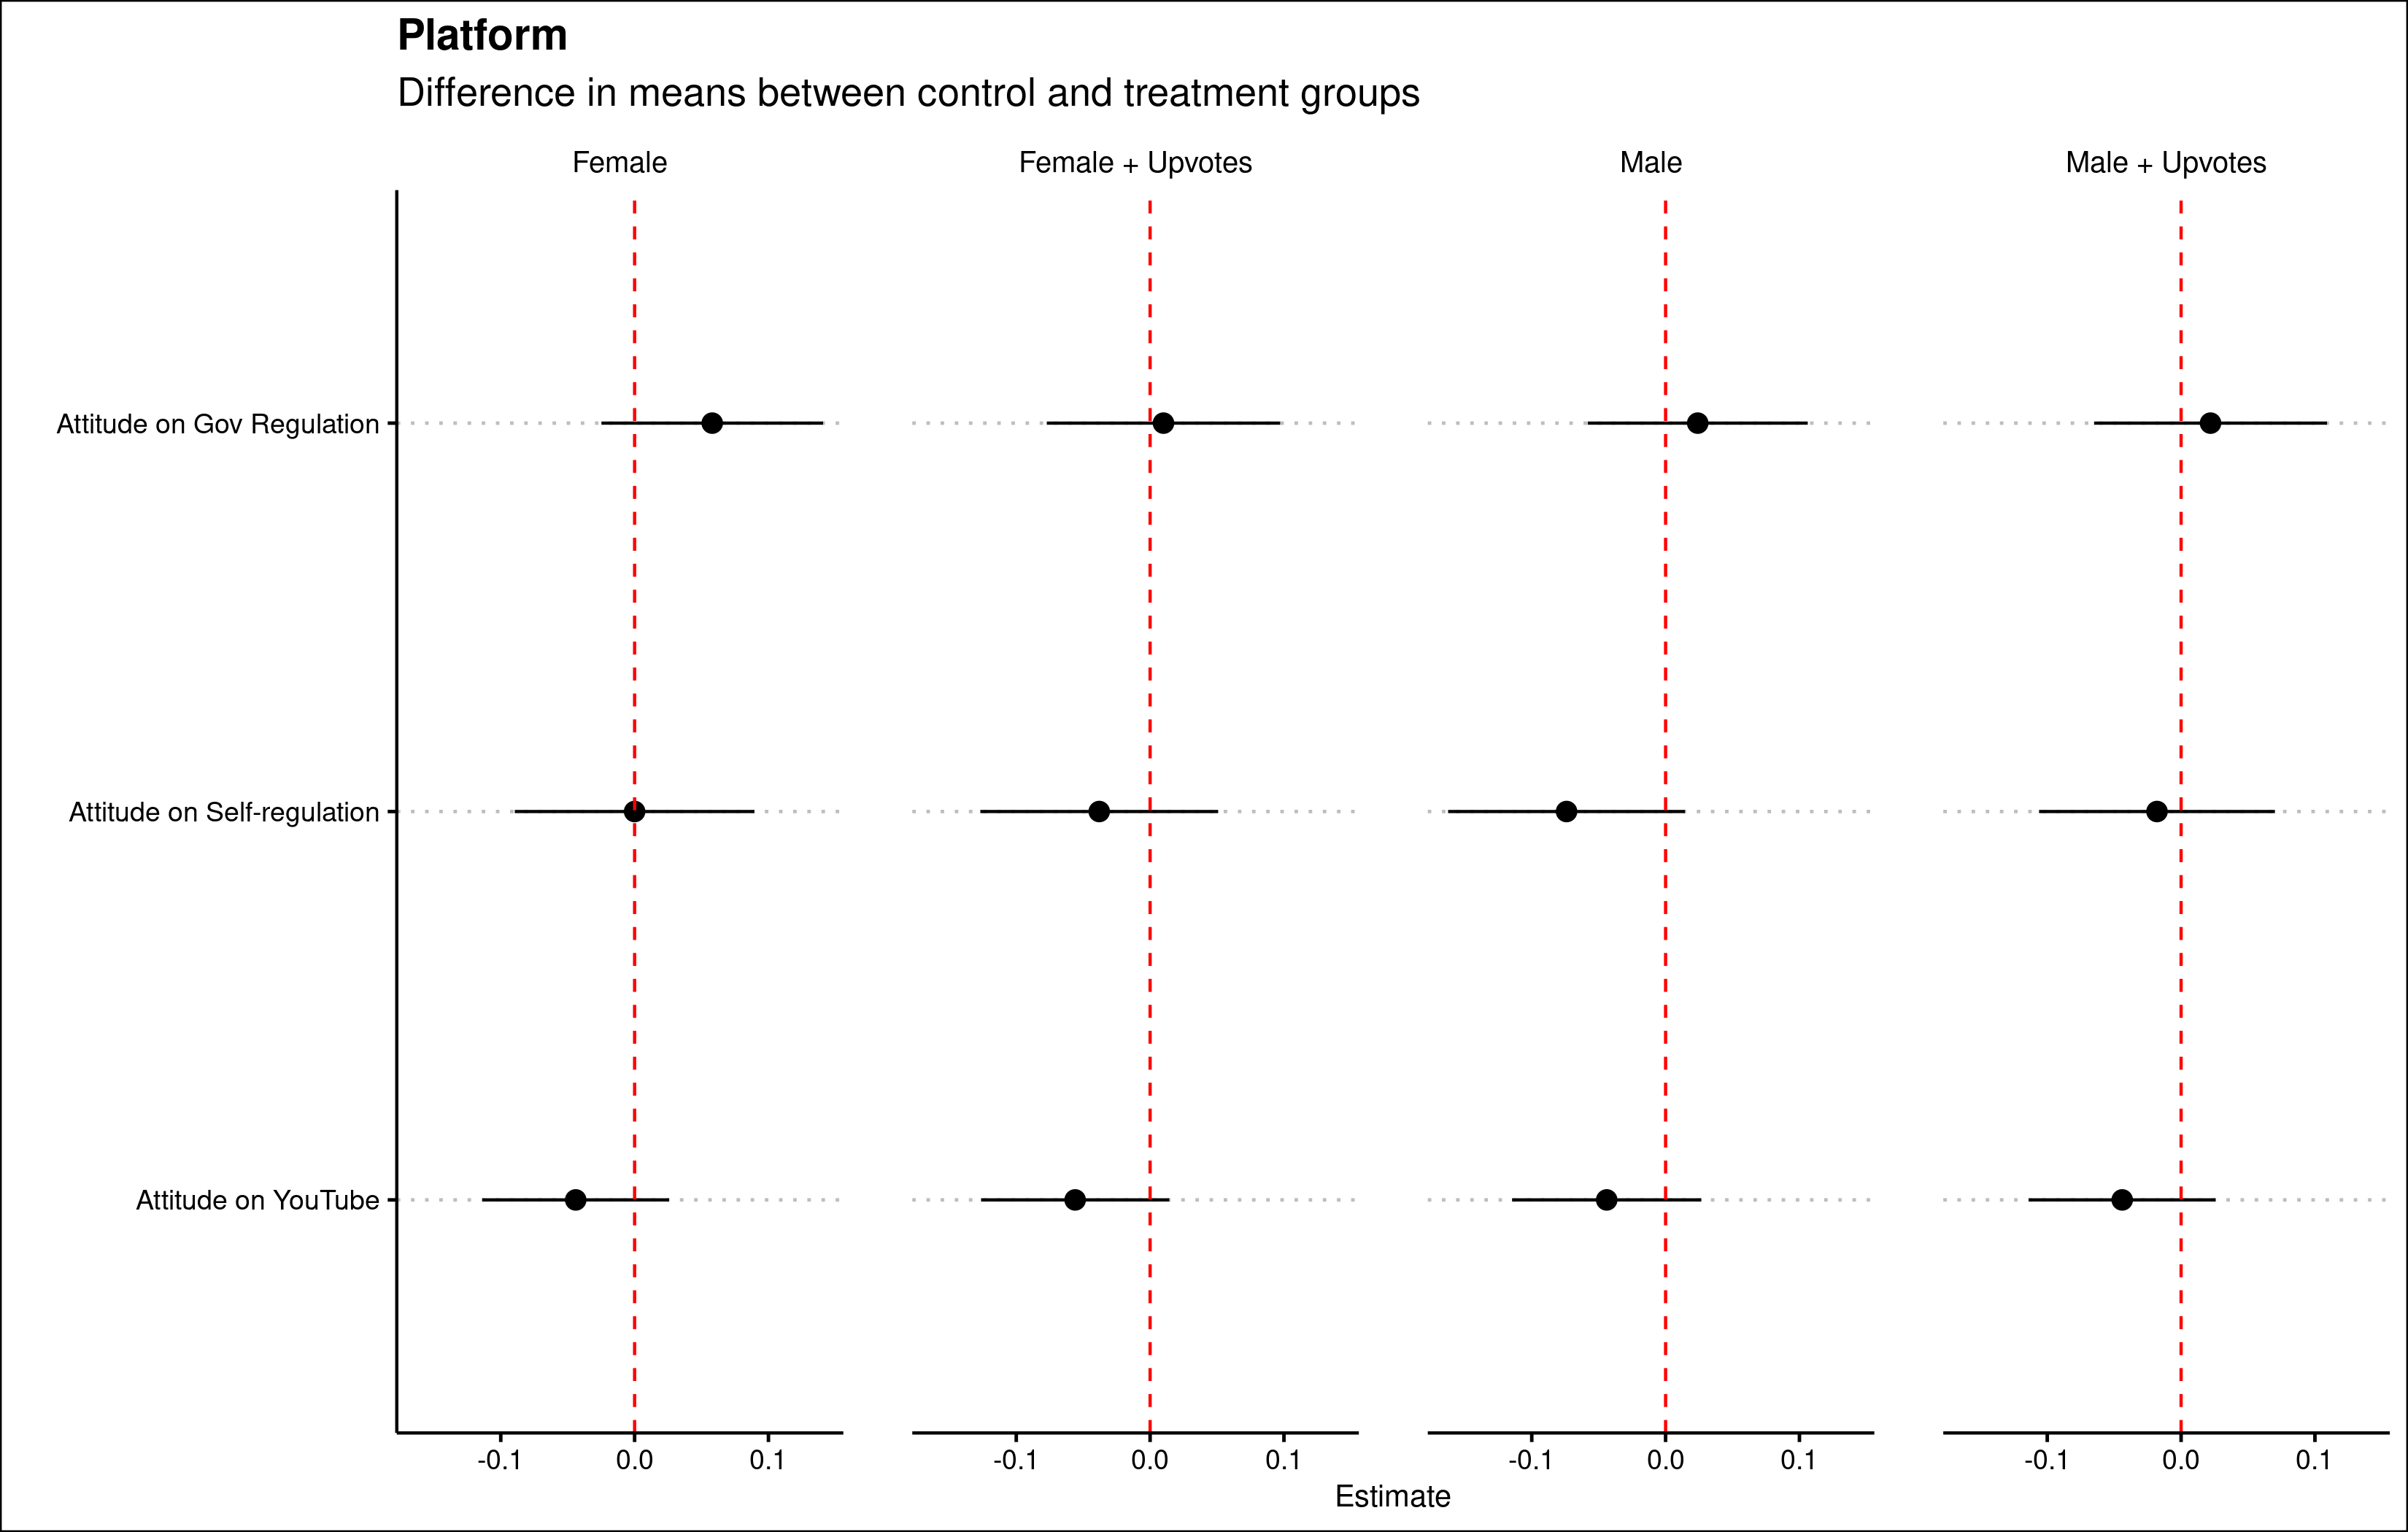 Platform
Difference in means between control and treatment groups
Female
Female + Upvotes
Male
Male + Upvotes
Attitude on Gov Regulation
Attitude on Self-regulation
Attitude on YouTube
-0.1 0.0 0.1
-0.1 0.0 0.1
-0.1 0.0 0.1
-0.1 0.0 0.1
Estimate